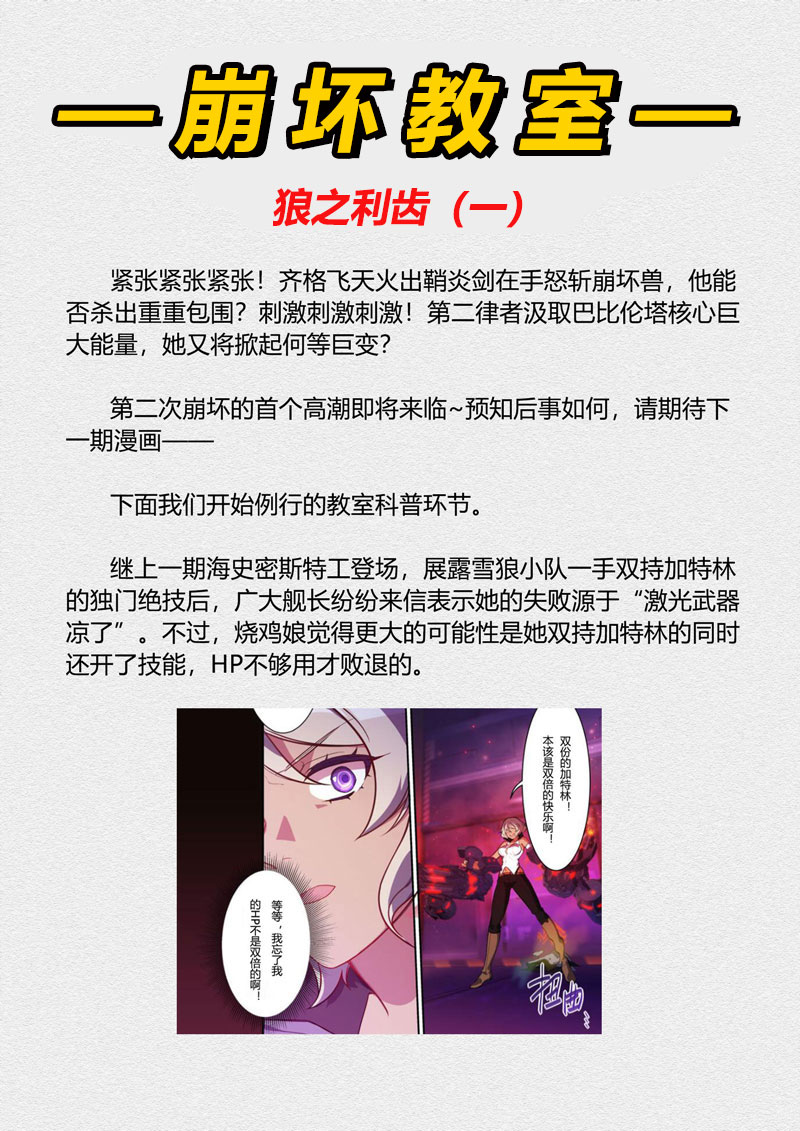 —崩坏教室—
狼之利齿（一）
紧张紧张紧张！齐格飞天火出鞘炎剑在手怒斩崩坏兽，他能
否杀出重重包围？刺激刺激刺激！第二律者汲取巴比伦塔核心巨
大能量，她又将掀起何等巨变？
第二次崩坏的首个高潮即将来临~预知后事如何，请期待下
一期漫画——
下面我们开始例行的教室科普环节。
继上一期海史密斯特工登场，展露雪狼小队一手双持加特林
的独门绝技后，广大舰长纷纷来信表示她的失败源于“激光武器
凉了”。不过，烧鸡娘觉得更大的可能性是她双持加特林的同时
还开了技能，HP不够用才败退的。
双份的加特林！
本该是双倍的快乐啊！
扭曲
等等，我忘了我
的HP不是双倍的啊！